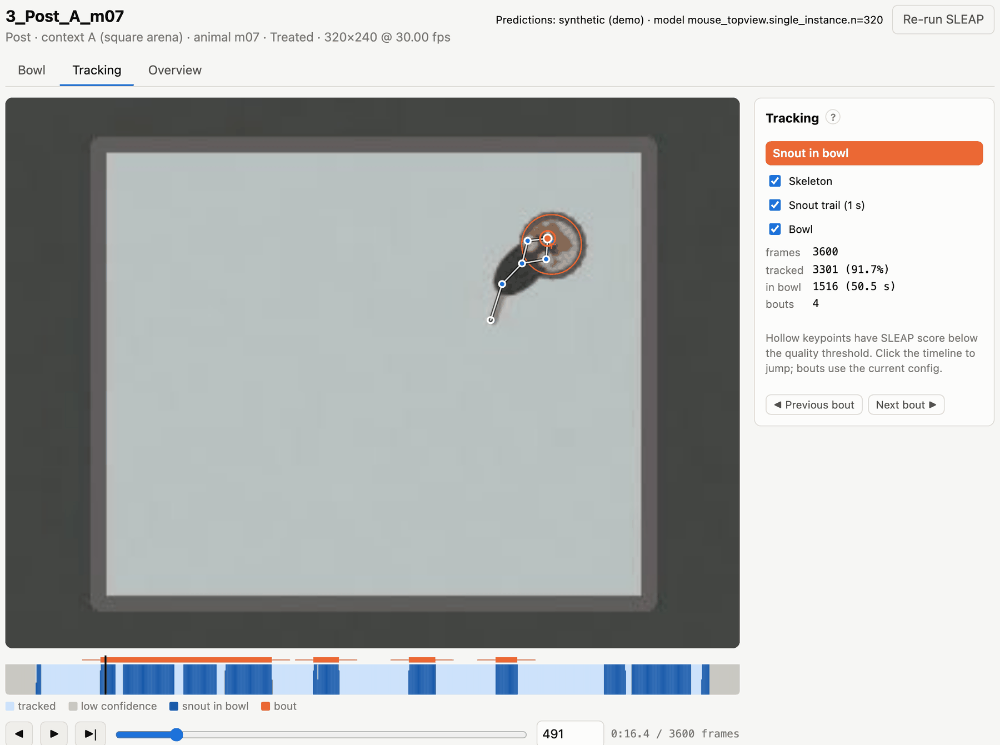 3_Post_A_m07
Predictions: synthetic (demo) · model mouse_topview.single_instance.n=320
Re-run SLEAP
Post · context A (square arena) · animal m07 · Treated · 320×240 @ 30.00 fps
Bowl
Tracking
Overview
Tracking ?
Snout in bowl
Skeleton
Snout trail (1 s)
Bowl
frames 3600
tracked 3301 (91.7%)
in bowl 1516 (50.5 s)
bouts 4
Hollow keypoints have SLEAP score below
the quality threshold. Click the timeline to
jump; bouts use the current config.
◀ Previous bout
Next bout ▶
tracked
low confidence
snout in bowl
bout
491
0:16.4 / 3600 frames